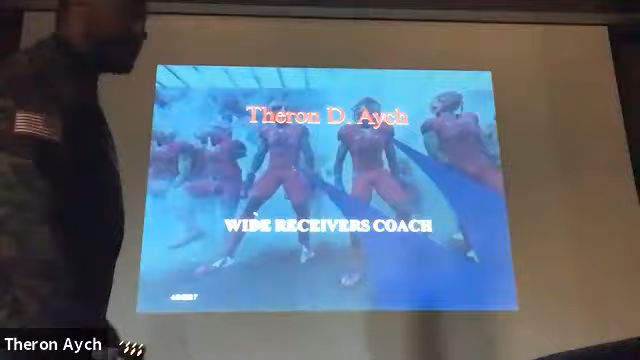 Theron D. Aych
WIDE RECEIVERS COACH
Theron Aych